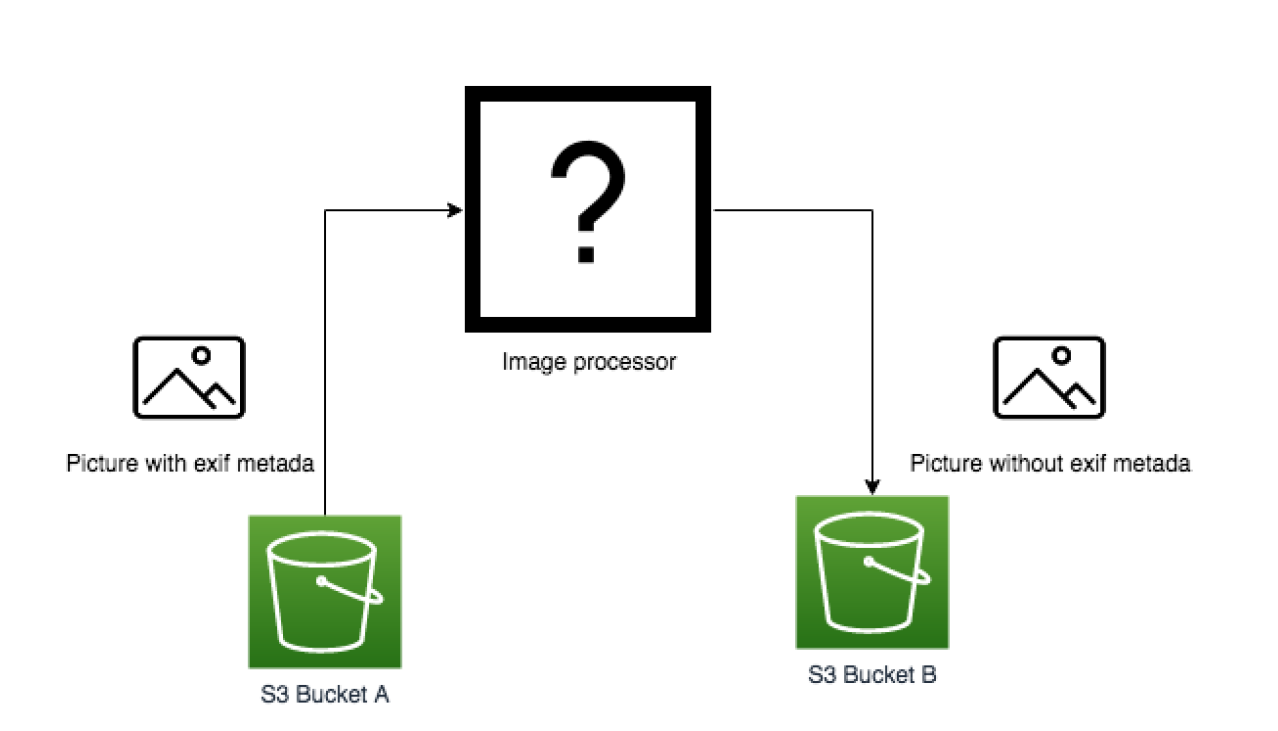 ?
Image processor
Picture with exif metada
Picture without exif metada
S3 Bucket A
S3 Bucket B